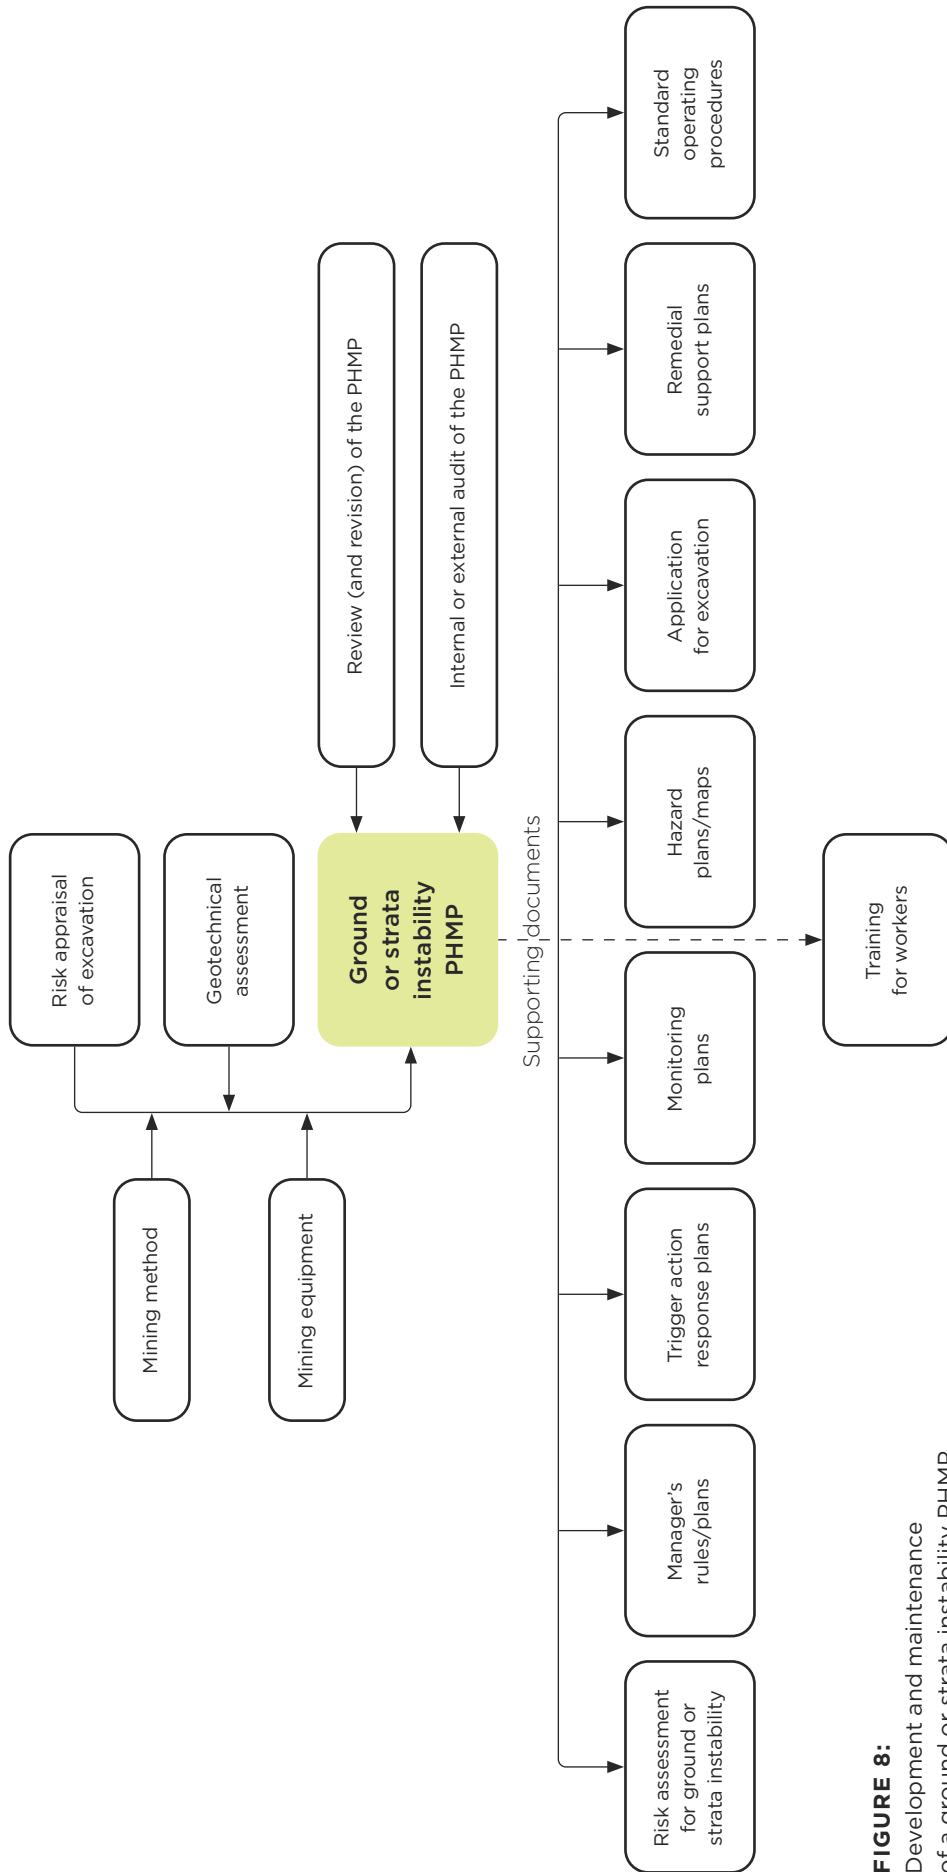 Risk appraisal
of excavation
Mining method
Geotechnical
assessment
Mining equipment
Ground
or strata
instability
PHMP
Review (and revision) of the PHMP
Internal or external audit of the PHMP
Supporting documents
Risk assessment
for ground or
strata instability
Manager's
rules/plans
Trigger action
response plans
Monitoring
plans
Hazard
plans/maps
Application
for excavation
Remedial
support plans
Standard
operating
procedures
Training
for workers
FIGURE 8:
Development and maintenance
of a ground or strata instability PHMP